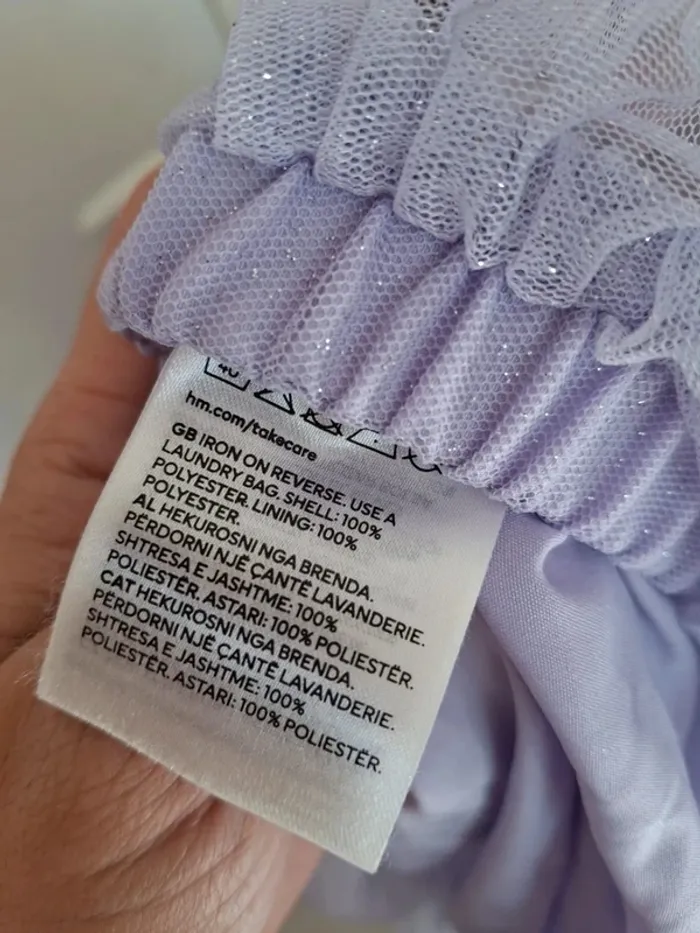 40
hm.com/takecare
GB IRON ON REVERSE. USE A
LAUNDRY BAG. SHELL: 100%
POLYESTER. LINING: 100%
POLYESTER.
AL HEKUROSNI NGA BRENDA.
PËRDORNI NJË ÇANTË LAVANDERIE.
SHTRESA E JASHTME: 100%
POLIESTËR. ASTARI: 100% POLIESTËR.
CAT HEKUROSNI NGA BRENDA.
PËRDORNI NJË ÇANTË LAVANDERIE.
SHTRESA E JASHTME: 100%
POLIESTËR. ASTARI: 100% POLIESTËR.